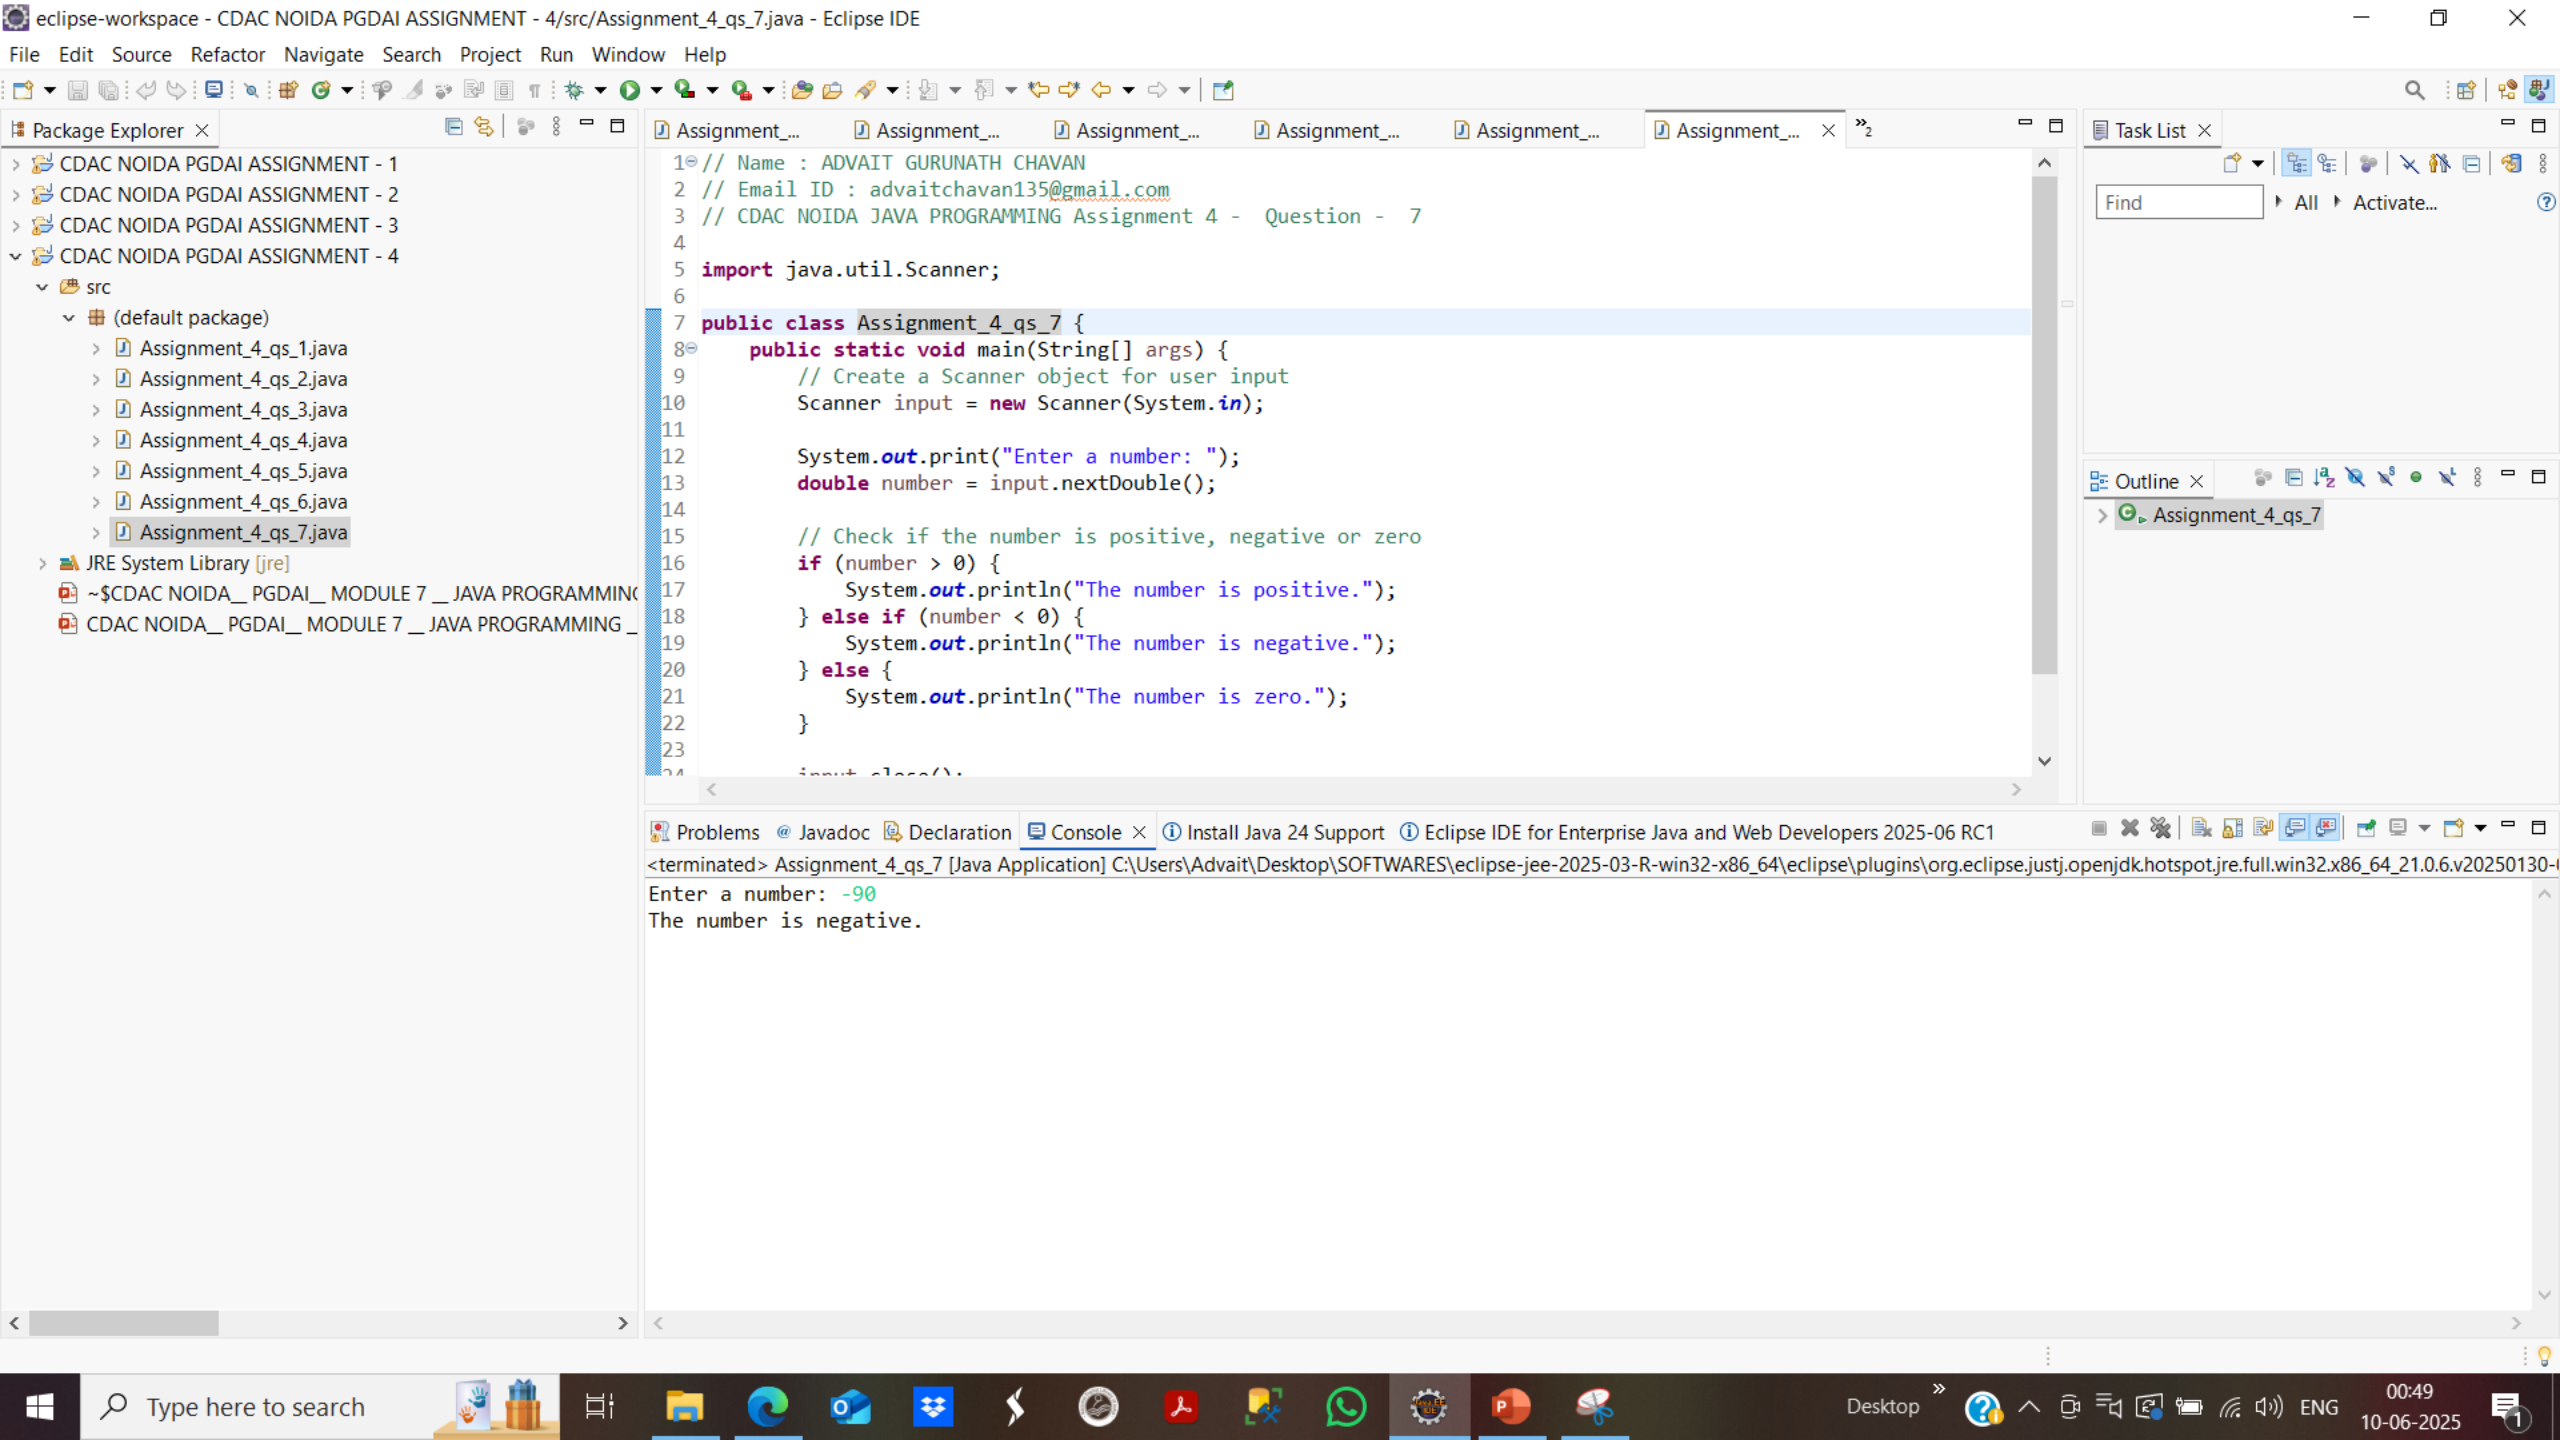 eclipse-workspace - CDAC NOIDA PGDAI ASSIGNMENT - 4/src/Assignment_4_qs_7.java - Eclipse IDE
File Edit Source Refactor Navigate Search Project Run Window Help
Package Explorer
CDAC NOIDA PGDAI ASSIGNMENT - 1
CDAC NOIDA PGDAI ASSIGNMENT - 2
CDAC NOIDA PGDAI ASSIGNMENT - 3
CDAC NOIDA PGDAI ASSIGNMENT - 4
src
(default package)
Assignment_4_qs_1.java
Assignment_4_qs_2.java
Assignment_4_qs_3.java
Assignment_4_qs_4.java
Assignment_4_qs_5.java
Assignment_4_qs_6.java
Assignment_4_qs_7.java
JRE System Library [jre]
~$CDAC NOIDA__ PGDAI__ MODULE 7 __ JAVA PROGRAMMING
CDAC NOIDA__ PGDAI__ MODULE 7 __ JAVA PROGRAMMING _
Assignment_... Assignment_... Assignment_... Assignment_... Assignment_... Assignment_... »2
1 // Name : ADVAIT GURUNATH CHAVAN
2 // Email ID : advaitchavan135@gmail.com
3 // CDAC NOIDA JAVA PROGRAMMING Assignment 4 - Question - 7
4
5 import java.util.Scanner;
6
7 public class Assignment_4_qs_7 {
8 public static void main(String[] args) {
9 // Create a Scanner object for user input
10 Scanner input = new Scanner(System.in);
11
12 System.out.print("Enter a number: ");
13 double number = input.nextDouble();
14
15 // Check if the number is positive, negative or zero
16 if (number > 0) {
17 System.out.println("The number is positive.");
18 } else if (number < 0) {
19 System.out.println("The number is negative.");
20 } else {
21 System.out.println("The number is zero.");
22 }
23
24 input.close();
Task List
Find All Activate...
Outline
Assignment_4_qs_7
Problems @ Javadoc Declaration Console Install Java 24 Support Eclipse IDE for Enterprise Java and Web Developers 2025-06 RC1
<terminated> Assignment_4_qs_7 [Java Application] C:\Users\Advait\Desktop\SOFTWARES\eclipse-jee-2025-03-R-win32-x86_64\eclipse\plugins\org.eclipse.justj.openjdk.hotspot.jre.full.win32.x86_64_21.0.6.v20250130-
Enter a number: -90
The number is negative.
Type here to search
Desktop » ENG
00:49
10-06-2025
1